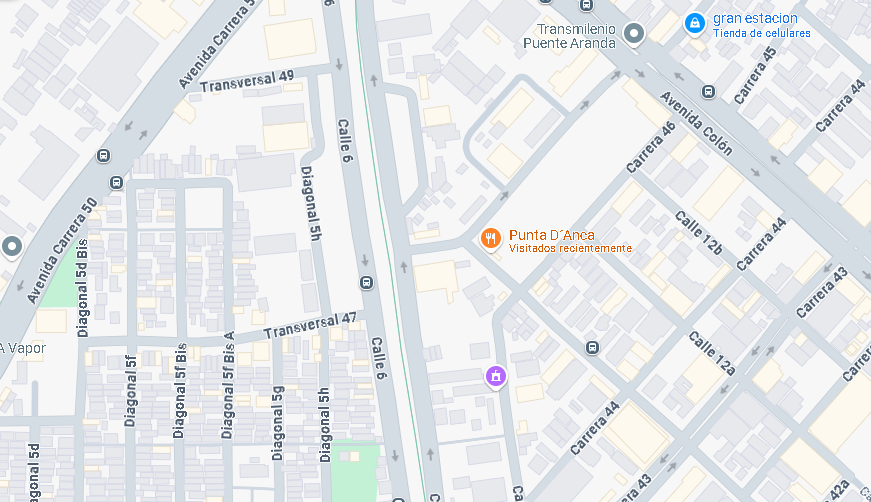 Avenida Carrera 5
6
Transmilenio
Puente Aranda
gran estacion
Tienda de celulares
Transversal 49
Carrera 45
Carrera 44
Avenida Colón
Calle 6
Carrera 46
Diagonal 5h
Avenida Carrera 50
Diagonal 5d Bis
Punta D´Anca
Visitados recientemente
Calle 12b
Carrera 44
Carrera 43
Transversal 47
A Vapor
Calle 6
Calle 12a
Diagonal 5f
Diagonal 5f Bis
Diagonal 5f Bis A
Diagonal 5g
Diagonal 5h
Diagonal 5d
Carrera 44
Carrera 43
42a